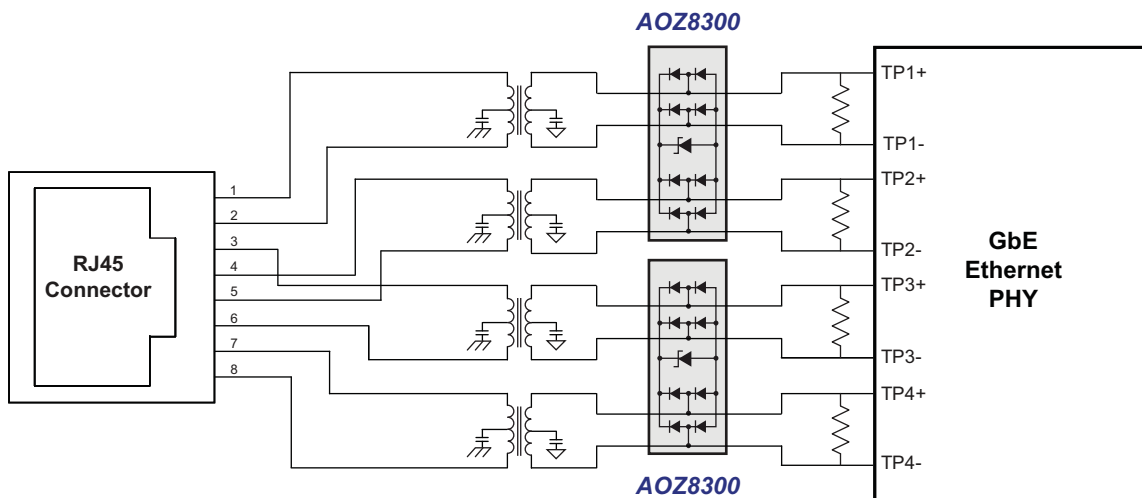 AOZ8300
TP1+
TP1-
TP2+
TP2-
TP3+
TP3-
TP4+
TP4-
GbE
Ethernet
PHY
RJ45
Connector
1
2
3
4
5
6
7
8
AOZ8300